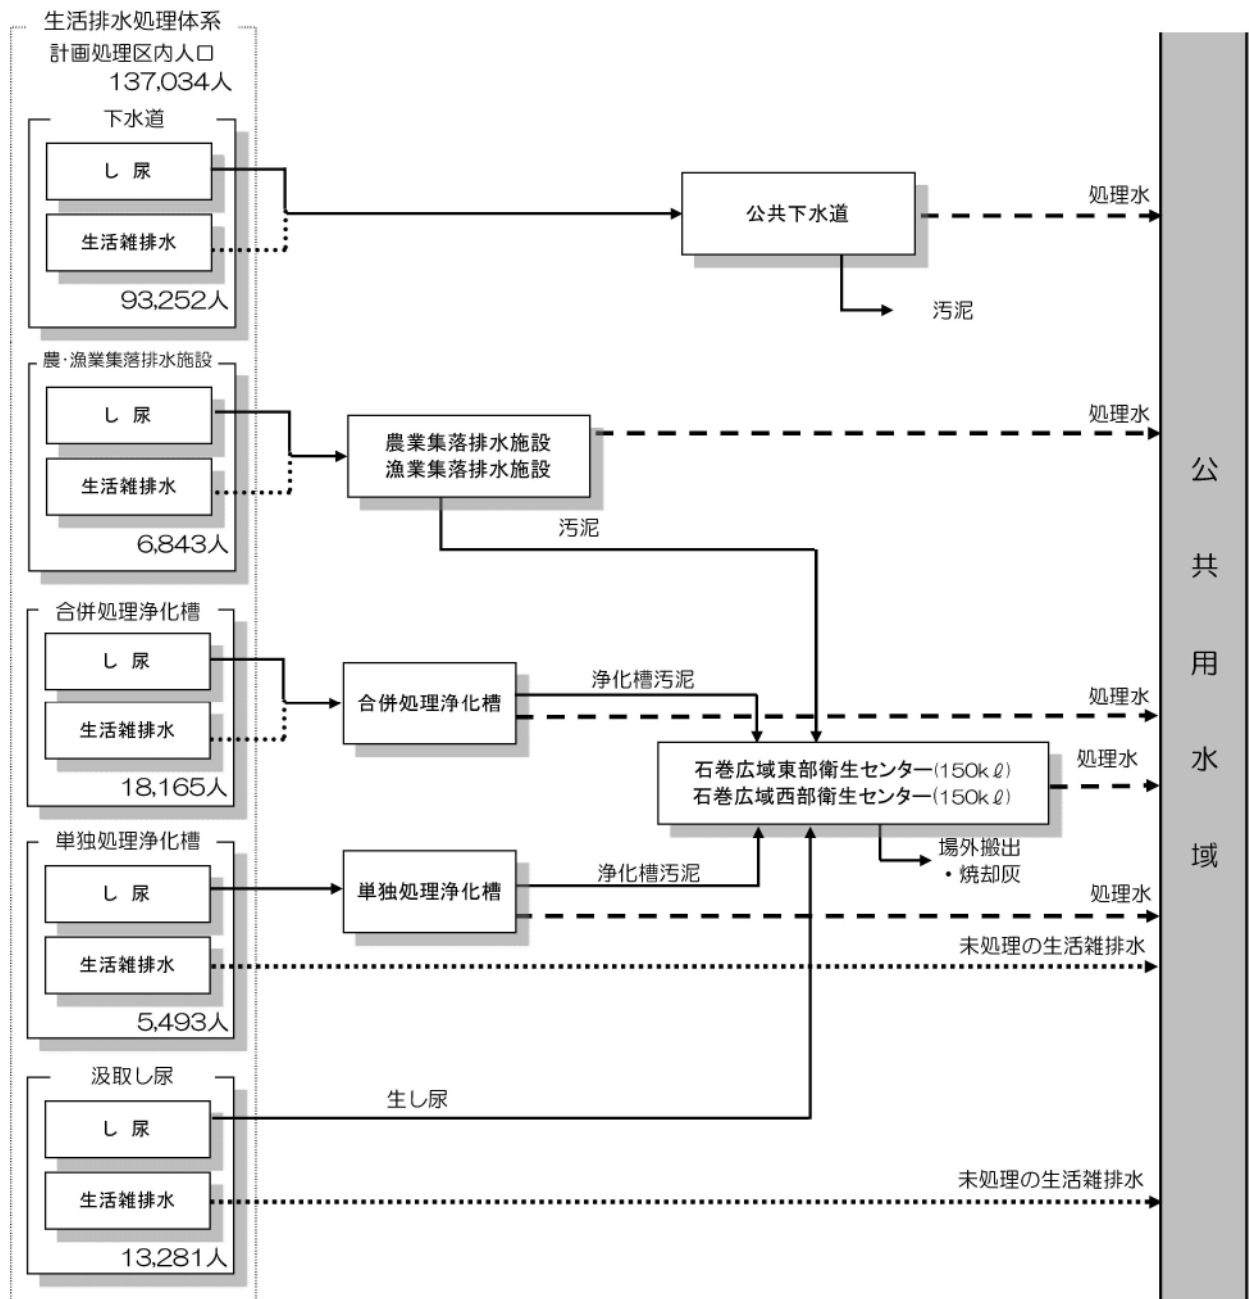 生活排水処理体系
計画処理区内人口
137,034人
下水道
し 尿
生活雑排水
93,252人
公共下水道
処理水
汚泥
農・漁業集落排水施設
し 尿
生活雑排水
6,843人
農業集落排水施設
漁業集落排水施設
処理水
汚泥
合併処理浄化槽
し 尿
生活雑排水
18,165人
合併処理浄化槽
浄化槽汚泥
処理水
石巻広域東部衛生センター(150kℓ)
石巻広域西部衛生センター(150kℓ)
処理水
場外搬出
・焼却灰
単独処理浄化槽
し 尿
生活雑排水
5,493人
単独処理浄化槽
浄化槽汚泥
処理水
未処理の生活雑排水
汲取し尿
し 尿
生活雑排水
13,281人
生し尿
未処理の生活雑排水
公共用水域